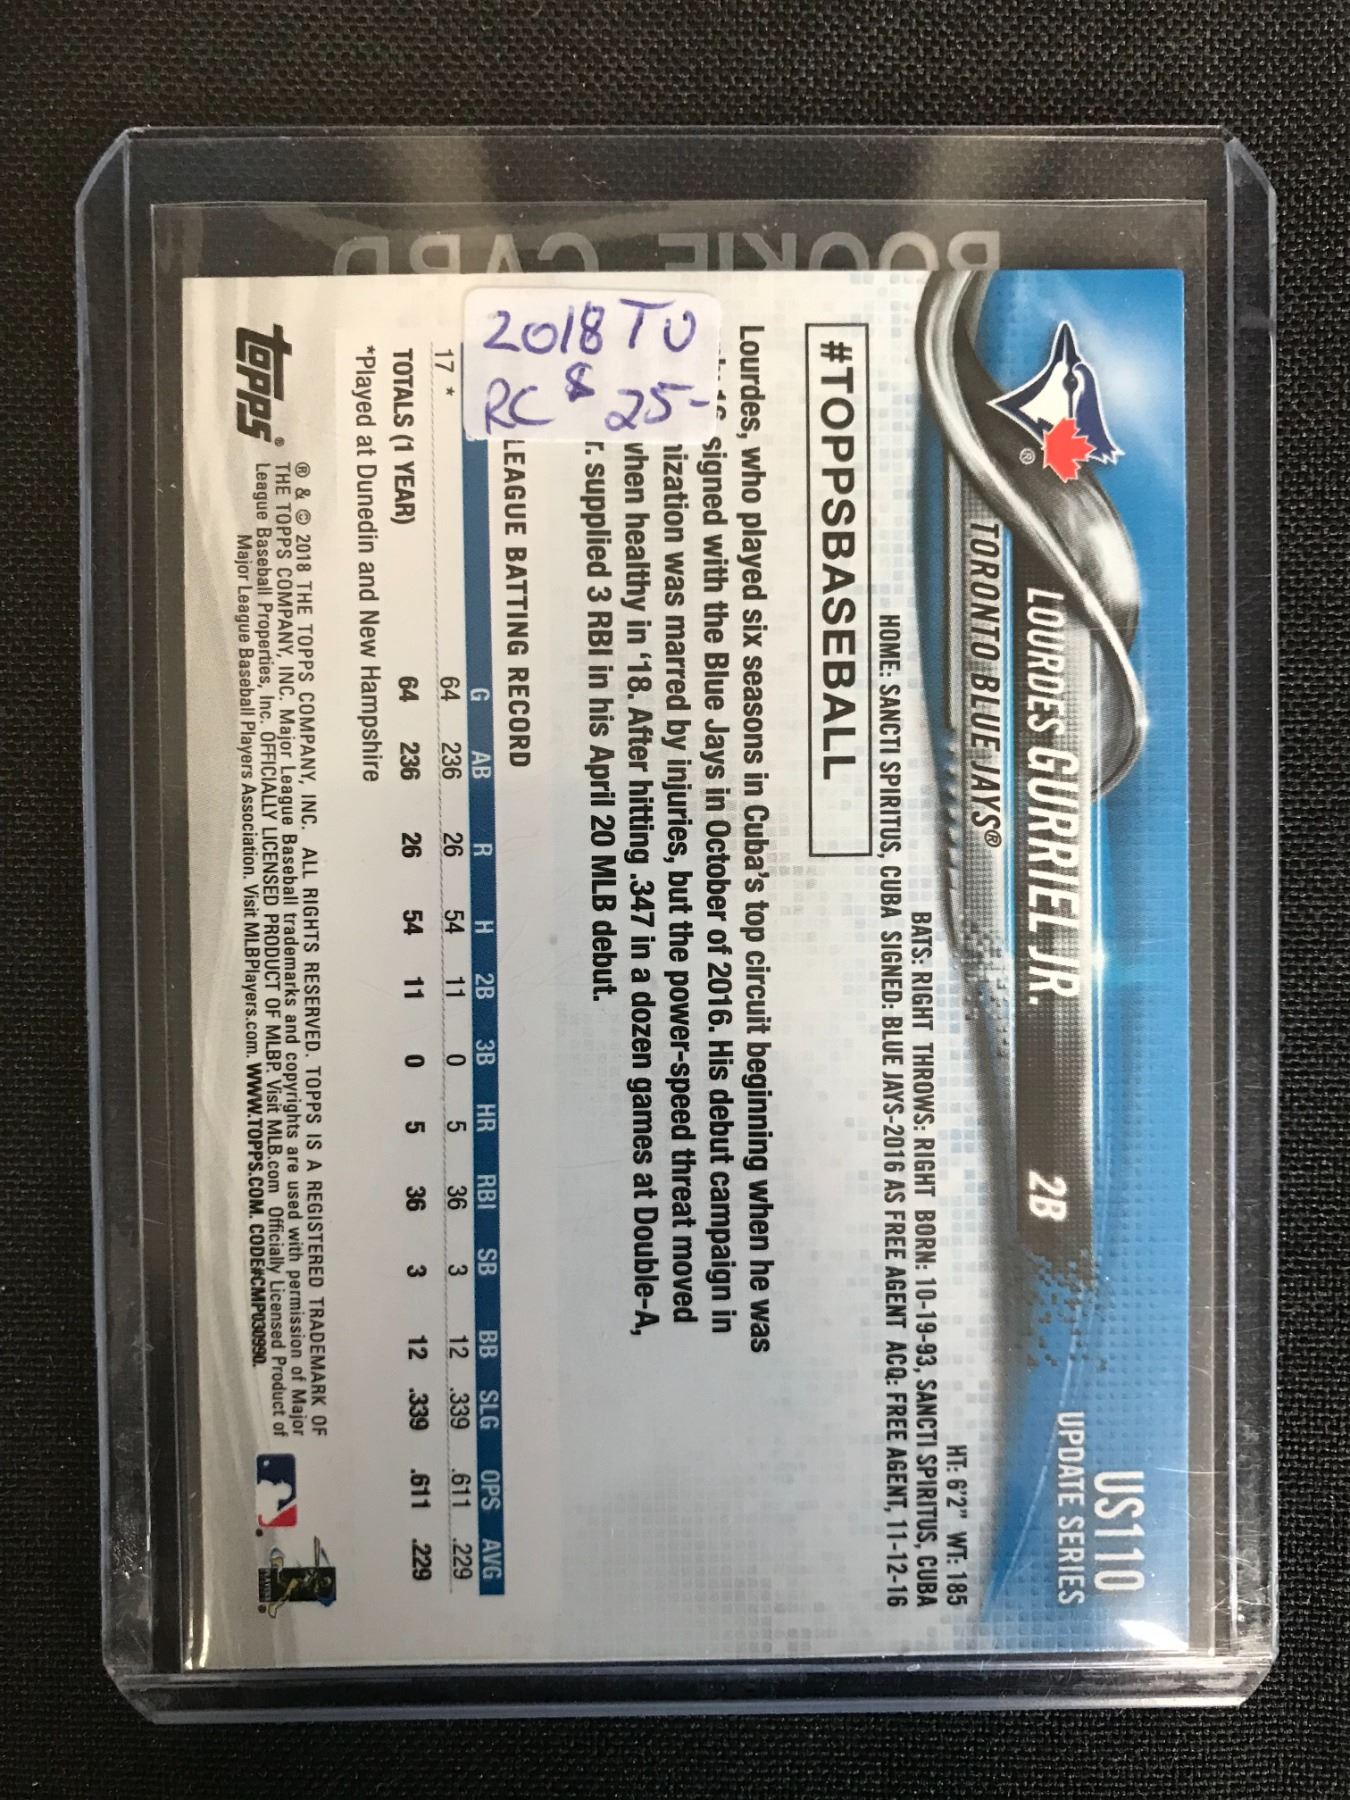 ROOKIE CARD
US110
UPDATE SERIES
LOURDES GURRIEL JR. 2B
TORONTO BLUE JAYS®
HT: 6'2" WT: 185
BATS: RIGHT THROWS: RIGHT BORN: 10-19-93, SANCTI SPIRITUS, CUBA
HOME: SANCTI SPIRITUS, CUBA SIGNED: BLUE JAYS-2016 AS FREE AGENT ACQ: FREE AGENT, 11-12-16
#TOPPSBASEBALL
Lourdes, who played six seasons in Cuba's top circuit beginning when he was
signed with the Blue Jays in October of 2016. His debut campaign in
nization was marred by injuries, but the power-speed threat moved
when healthy in '18. After hitting .347 in a dozen games at Double-A,
r. supplied 3 RBI in his April 20 MLB debut.
2018 TU
RC $ 25-
LEAGUE BATTING RECORD
G AB R H 2B 3B HR RBI SB BB SLG OPS AVG
17 * 64 236 26 54 11 0 5 36 3 12 .339 .611 .229
TOTALS (1 YEAR) 64 236 26 54 11 0 5 36 3 12 .339 .611 .229
*Played at Dunedin and New Hampshire
topps®
® & © 2018 THE TOPPS COMPANY, INC. ALL RIGHTS RESERVED. TOPPS IS A REGISTERED TRADEMARK OF
THE TOPPS COMPANY, INC. Major League Baseball trademarks and copyrights are used with permission of Major
League Baseball Properties, Inc. OFFICIALLY LICENSED PRODUCT OF MLBP. Visit MLB.com Officially Licensed Product of
Major League Baseball Players Association. Visit MLBPlayers.com. WWW.TOPPS.COM. CODE#CMP030990.